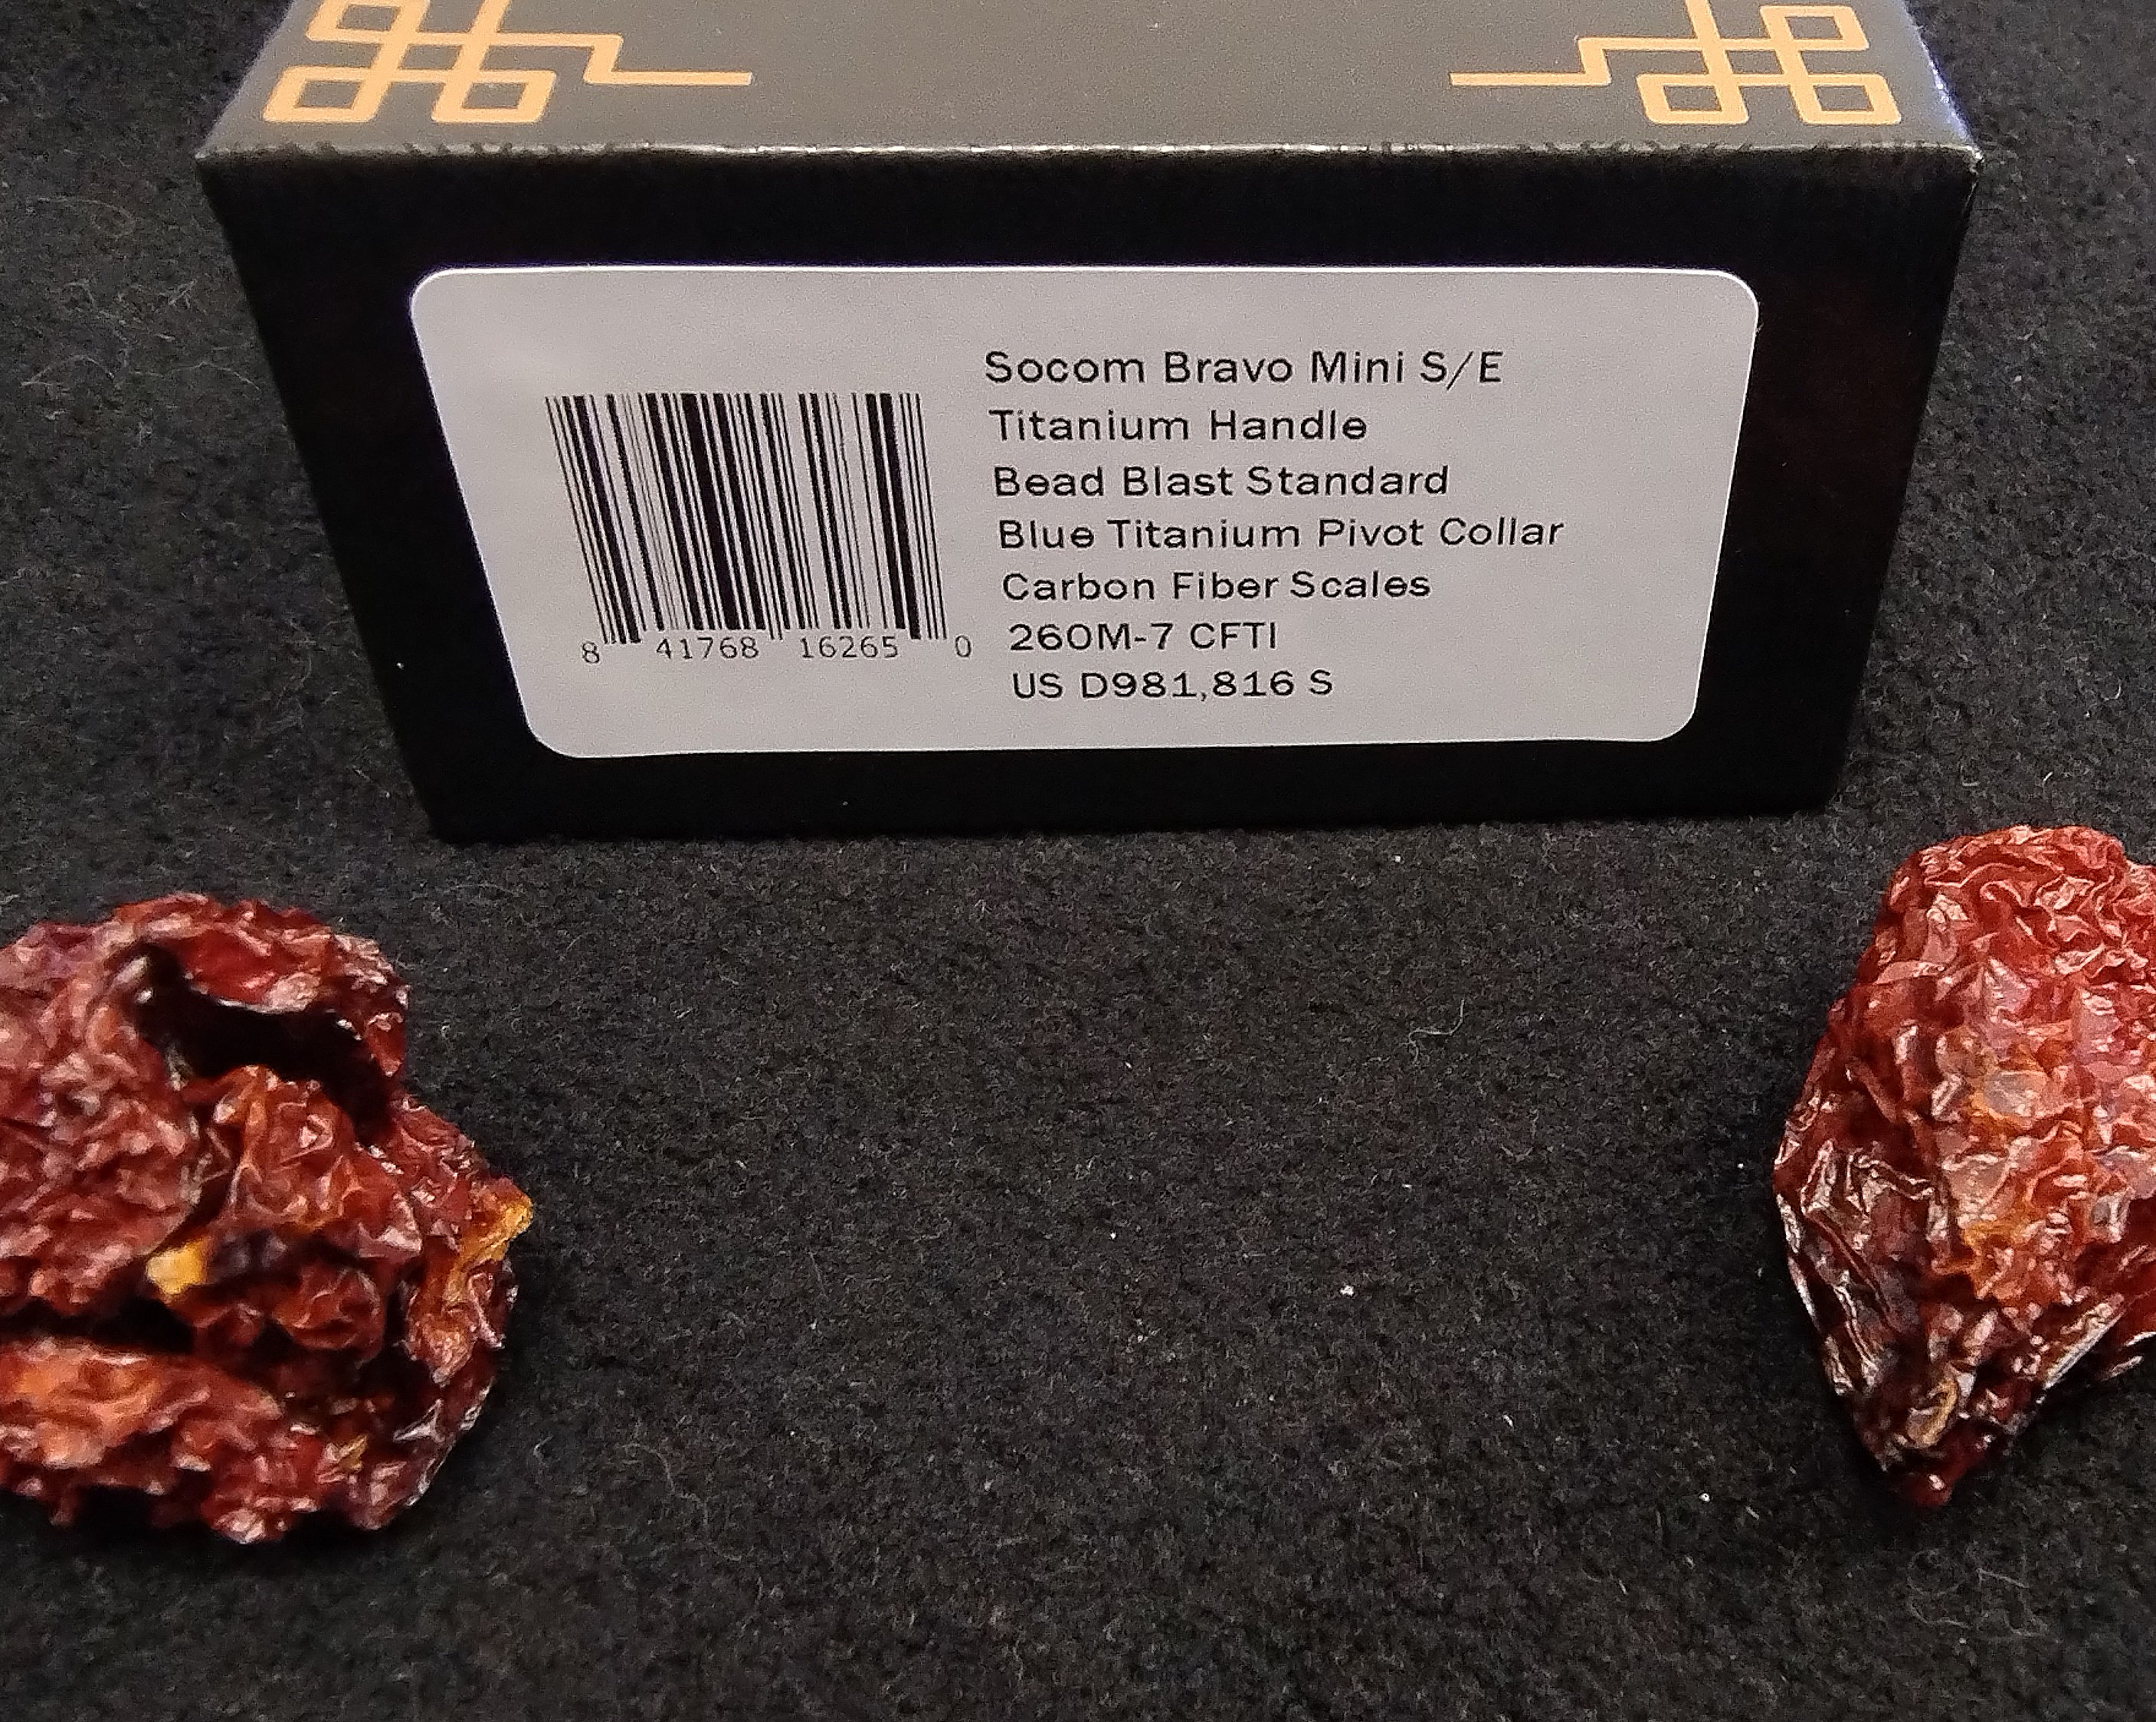 Socom Bravo Mini S/E
Titanium Handle
Bead Blast Standard
Blue Titanium Pivot Collar
Carbon Fiber Scales
260M-7 CFTI
US D981,816 S
8 41768 16265 0